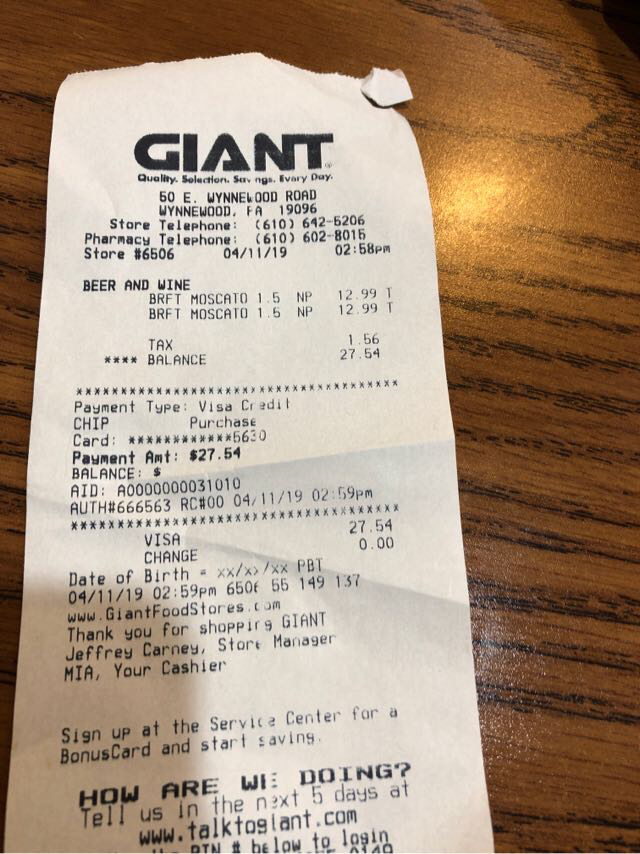 GIANT
Quality. Selection. Savings. Every Day.
50 E. WYNNEWOOD ROAD
WYNNEWOOD, PA 19096
Store Telephone: (610) 642-5206
Pharmacy Telephone: (610) 602-8015
Store #6506 04/11/19 02:58pm
BEER AND WINE
BRFT MOSCATO 1.5 NP 12.99 T
BRFT MOSCATO 1.5 NP 12.99 T
TAX 1.56
**** BALANCE 27.54
************************************
Payment Type: Visa Credit
CHIP Purchase
Card: ************5630
Payment Amt: $27.54
BALANCE: $
AID: A0000000031010
AUTH#666563 RC#00 04/11/19 02:59pm
************************************
VISA 27.54
CHANGE 0.00
Date of Birth = xx/xx/xx PBT
04/11/19 02:59pm 6506 55 149 137
www.GiantFoodStores.com
Thank you for shopping GIANT
Jeffrey Carney, Store Manager
MIA, Your Cashier
Sign up at the Service Center for a
BonusCard and start saving.
HOW ARE WE DOING?
Tell us in the next 5 days at
www.talktogiant.com
the PIN # below to login